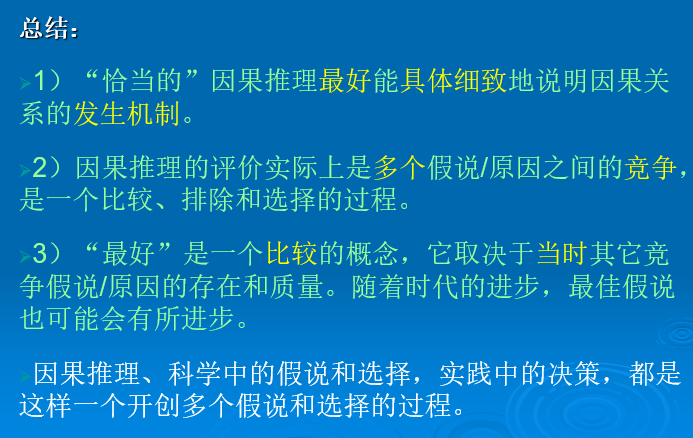 总结：
➢1）“恰当的”因果推理最好能具体细致地说明因果关
系的发生机制。
➢2）因果推理的评价实际上是多个假说/原因之间的竞争，
是一个比较、排除和选择的过程。
➢3）“最好”是一个比较的概念，它取决于当时其它竞
争假说/原因的存在和质量。随着时代的进步，最佳假说
也可能会有所进步。
➢因果推理、科学中的假说和选择，实践中的决策，都是
这样一个开创多个假说和选择的过程。